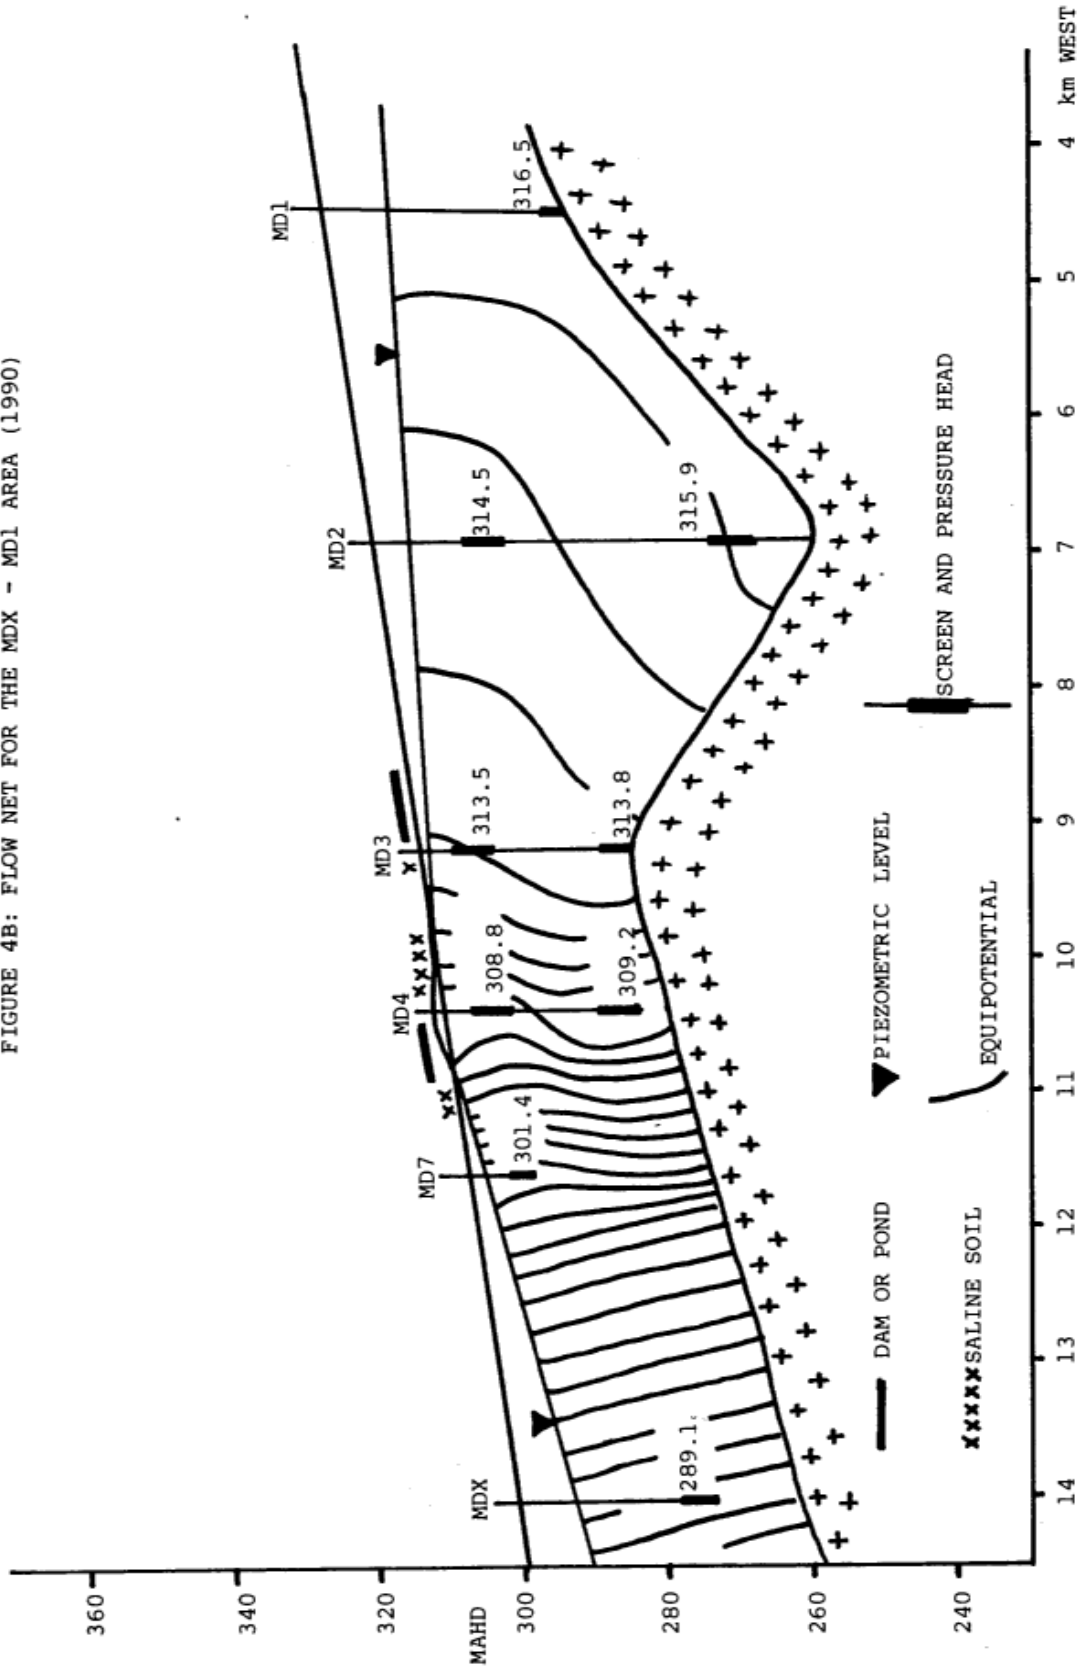 FIGURE 4B: FLOW NET FOR THE MDX - MD1 AREA (1990)
MAHD
360
340
320
300
280
260
240
MDX
MD7
MD4
MD3
MD2
MD1
289.1
301.4
308.8
309.2
313.5
313.8
314.5
315.9
316.5
xx
xxxx
x
DAM OR POND
PIEZOMETRIC LEVEL
SCREEN AND PRESSURE HEAD
xxxxxSALINE SOIL
EQUIPOTENTIAL
14
13
12
11
10
9
8
7
6
5
4
km WEST